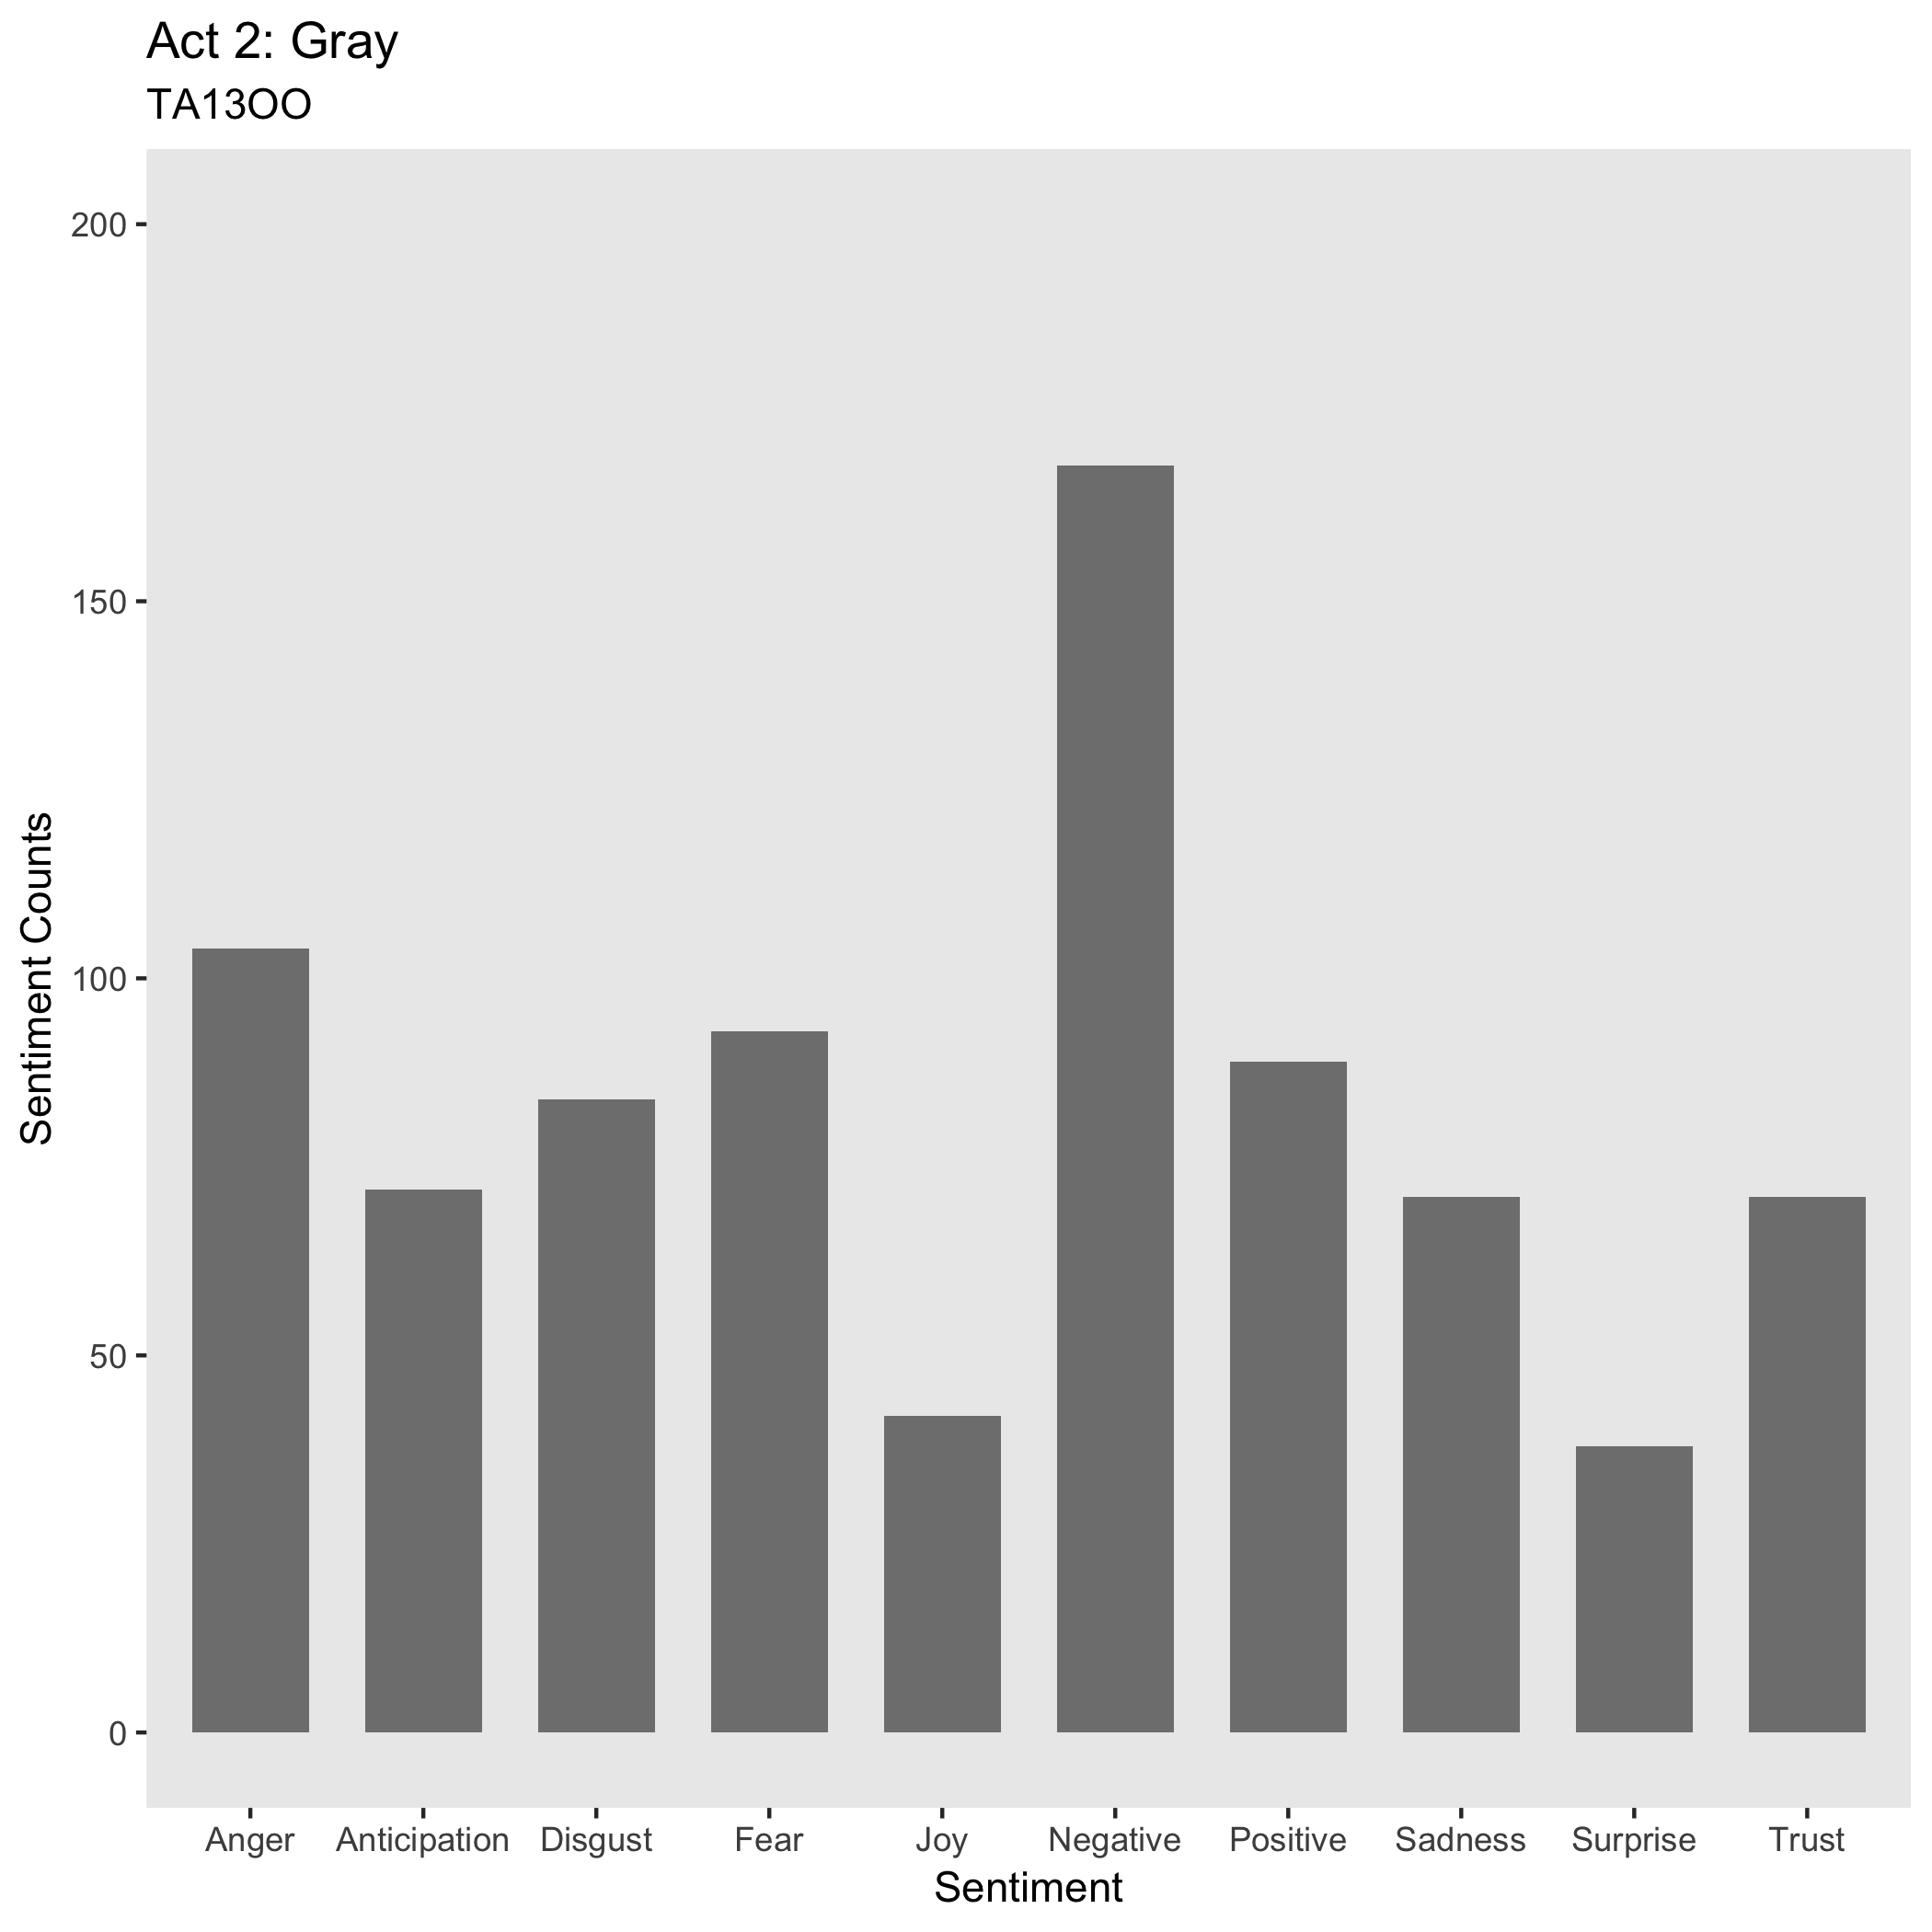 Act 2: Gray
TA13OO
200
150
100
50
0
Sentiment Counts
Anger Anticipation Disgust Fear Joy Negative Positive Sadness Surprise Trust
Sentiment